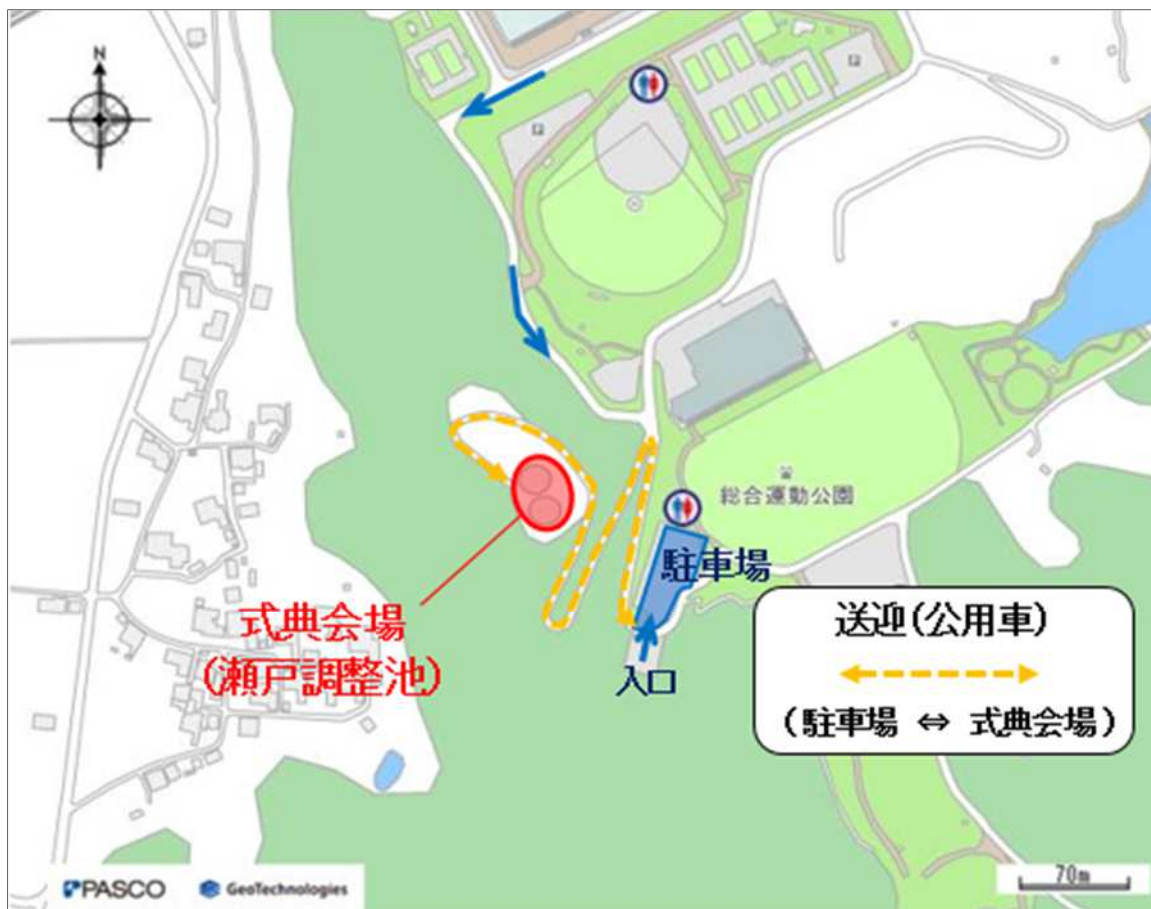 N
P
P
総合運動公園
駐車場
式典会場
(瀬戸調整池)
入口
送迎(公用車)
(駐車場 ⇔ 式典会場)
PASCO
GeoTechnologies
70m